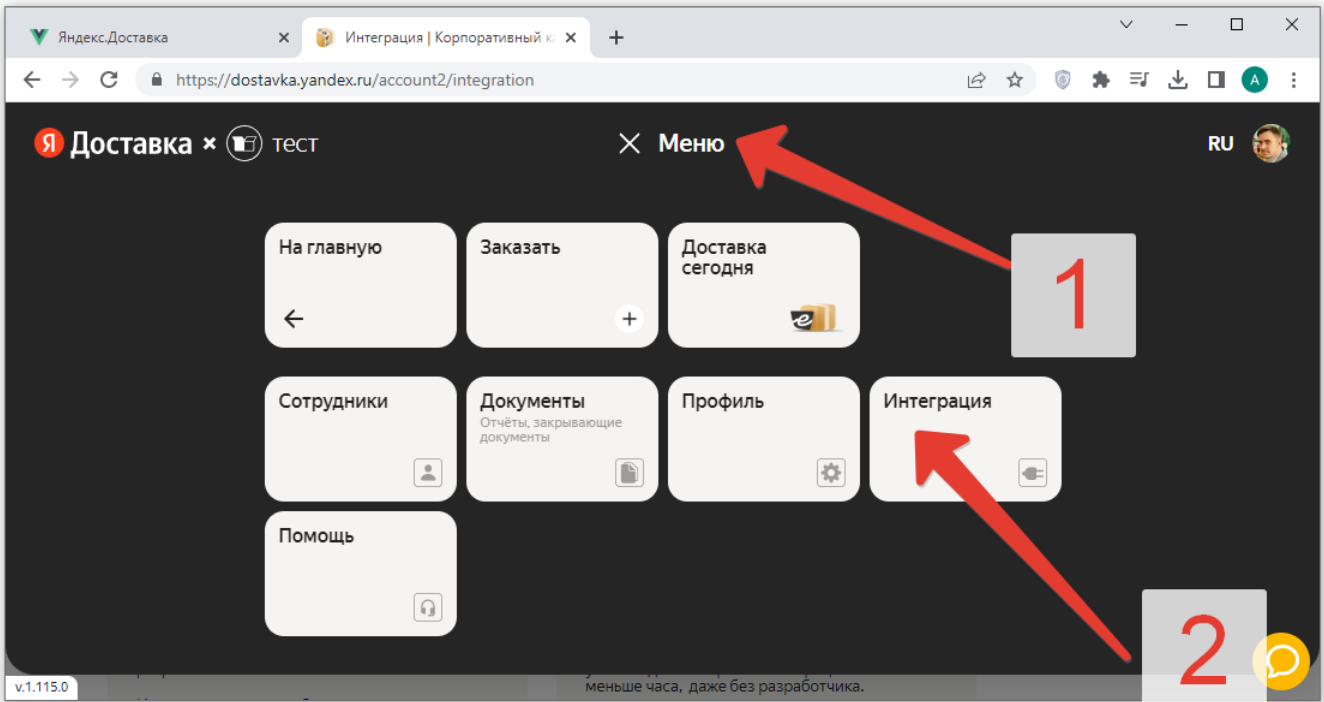 Яндекс.Доставка
Интеграция | Корпоративный к
https://dostavka.yandex.ru/account2/integration
A
Я Доставка × тест
Меню
RU
1
На главную
Заказать
Доставка
сегодня
Сотрудники
Документы
Отчёты, закрывающие
документы
Профиль
Интеграция
Помощь
2
v.1.115.0
меньше часа, даже без разработчика.